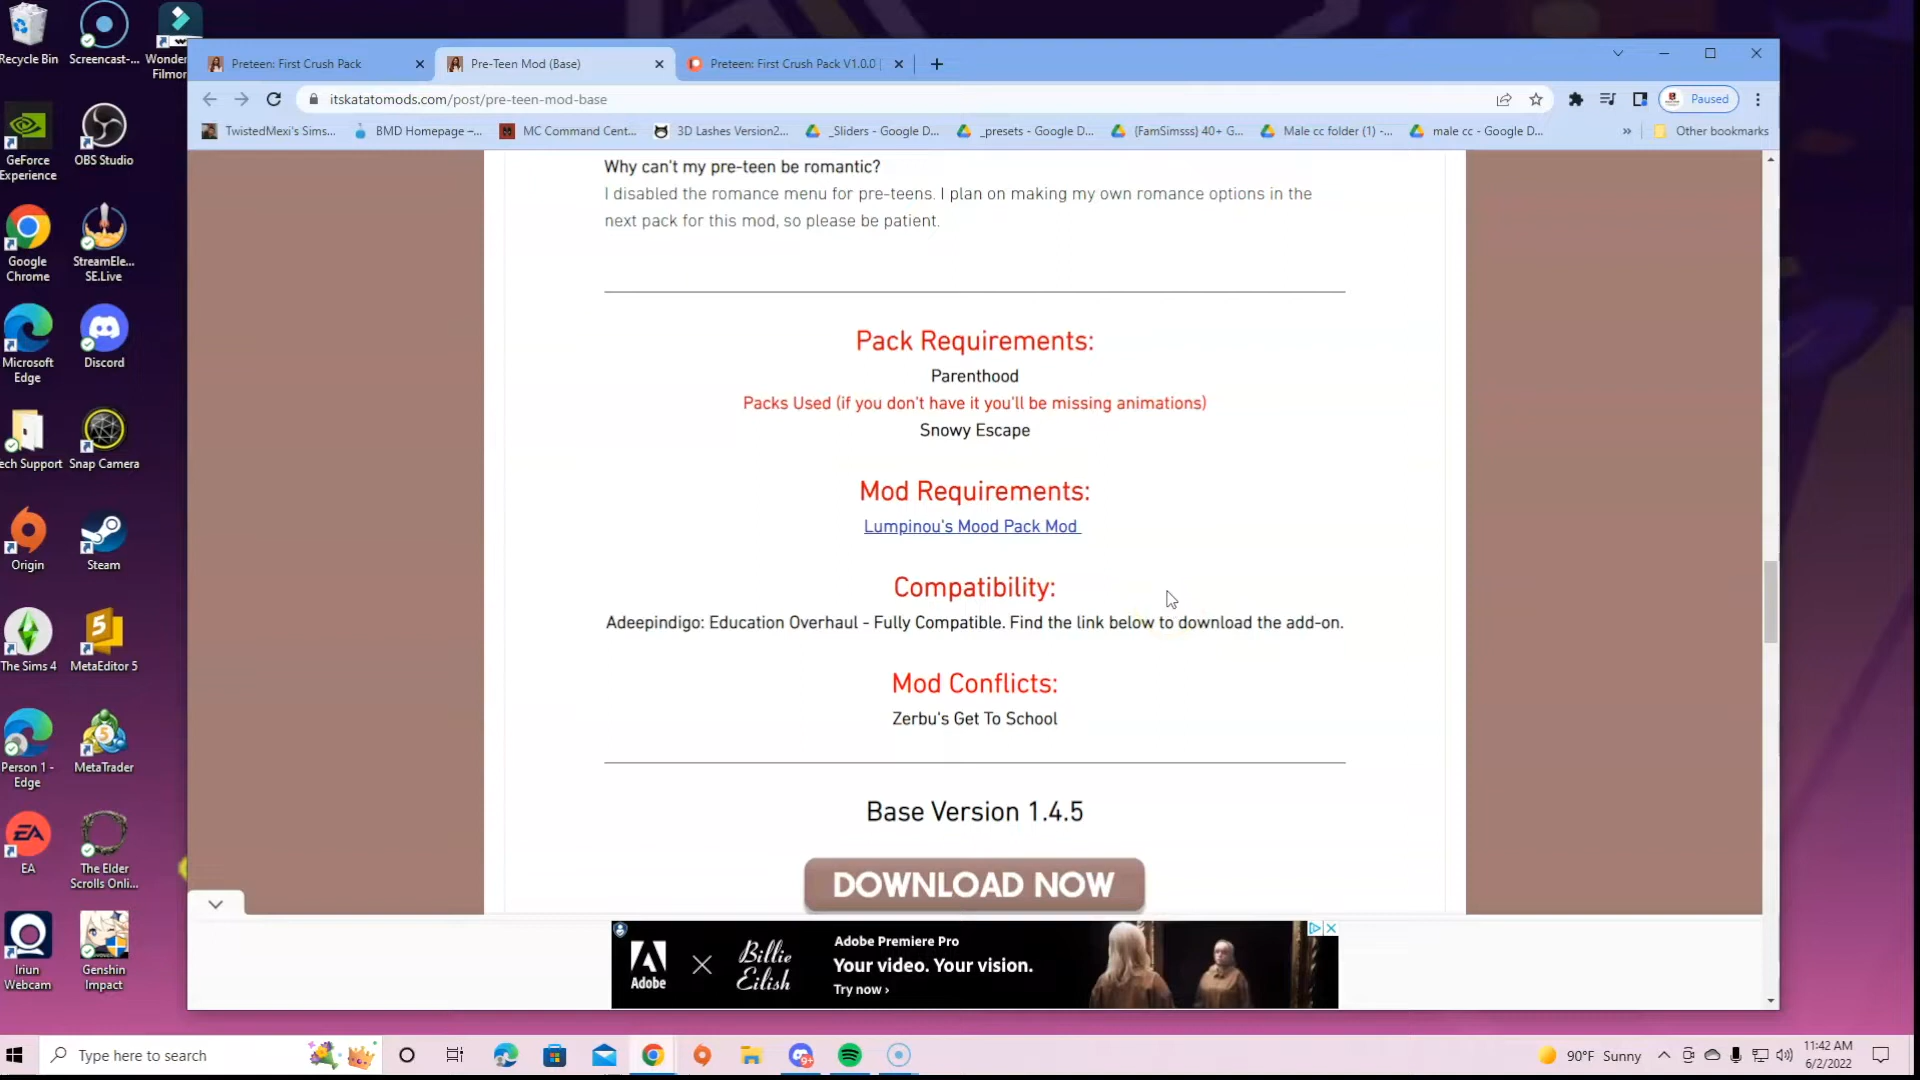 Recycle Bin
Screencast-...
Wonder
Filmor
GeForce
Experience
OBS Studio
Google
Chrome
StreamEle...
SE.Live
Microsoft
Edge
Discord
ech Support
Snap Camera
Origin
Steam
The Sims 4
MetaEditor 5
Person 1 -
Edge
MetaTrader
EA
The Elder
Scrolls Onli...
Iriun
Webcam
Genshin
Impact
Preteen: First Crush Pack
Pre-Teen Mod (Base)
Preteen: First Crush Pack V1.0.0
itskatatomods.com/post/pre-teen-mod-base
Paused
TwistedMexi's Sims...
BMD Homepage –...
MC Command Cent...
3D Lashes Version2...
_Sliders - Google D...
_presets - Google D...
{FamSimsss} 40+ G...
Male cc folder (1) -...
male cc - Google D...
»
Other bookmarks
Why can't my pre-teen be romantic?
I disabled the romance menu for pre-teens. I plan on making my own romance options in the
next pack for this mod, so please be patient.
Pack Requirements:
Parenthood
Packs Used (if you don't have it you'll be missing animations)
Snowy Escape
Mod Requirements:
Lumpinou's Mood Pack Mod
Compatibility:
Adeepindigo: Education Overhaul - Fully Compatible. Find the link below to download the add-on.
Mod Conflicts:
Zerbu's Get To School
Base Version 1.4.5
DOWNLOAD NOW
Adobe
Billie
Eilish
Adobe Premiere Pro
Your video. Your vision.
Try now ›
Type here to search
90°F Sunny
11:42 AM
6/2/2022